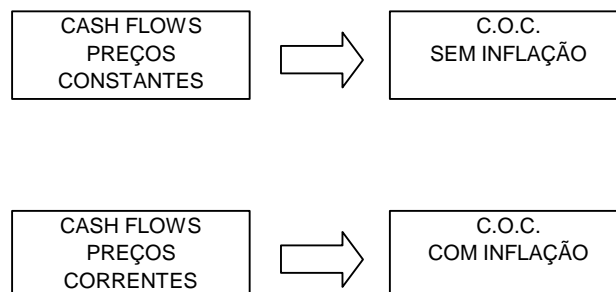 CASH FLOWS
PREÇOS
CONSTANTES
C.O.C.
SEM INFLAÇÃO
CASH FLOWS
PREÇOS
CORRENTES
C.O.C.
COM INFLAÇÃO